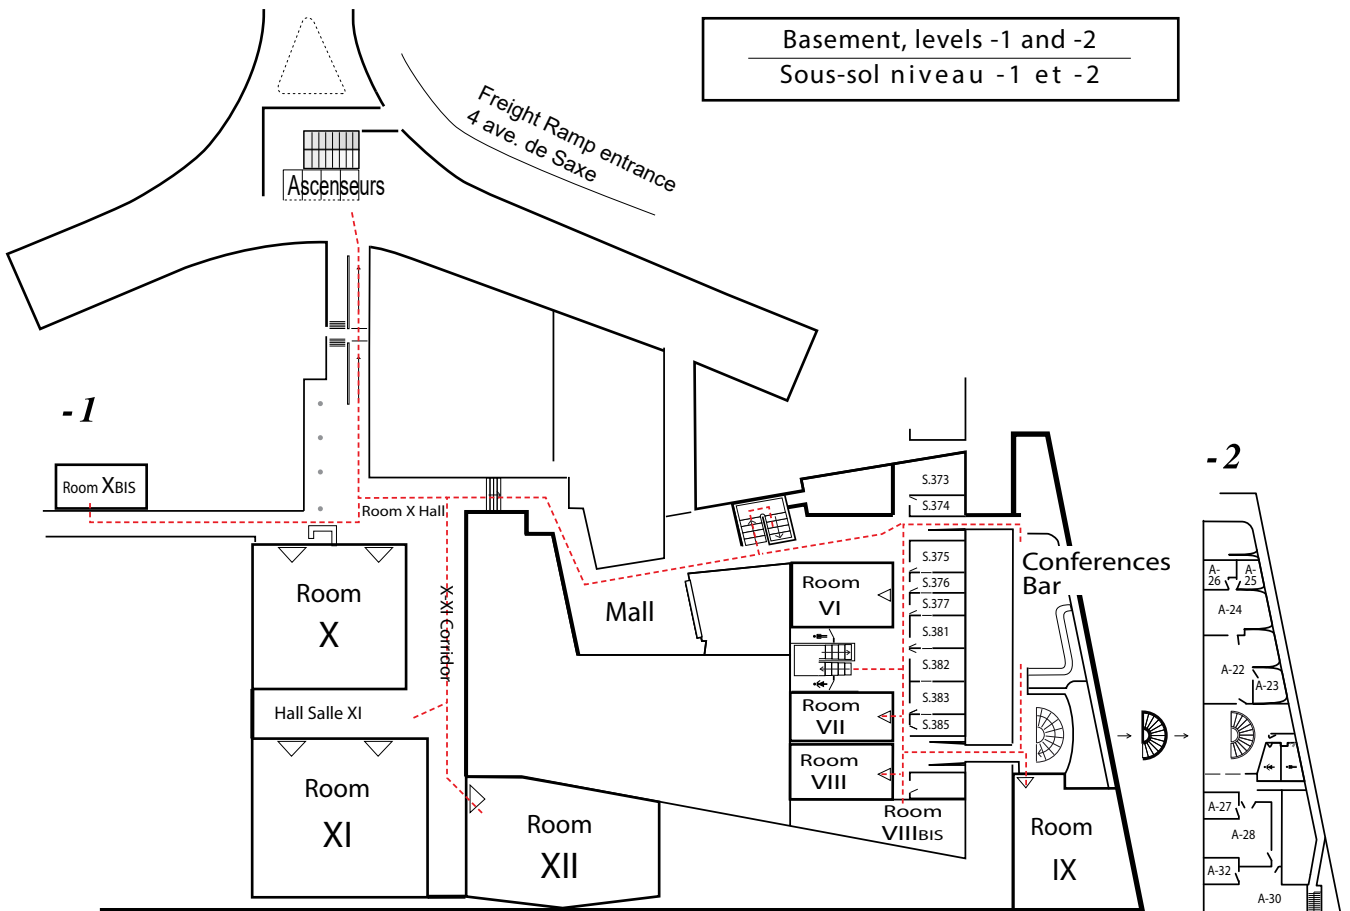 Basement, levels -1 and -2
Sous-sol niveau -1 et -2
Freight Ramp entrance
4 ave. de Saxe
Ascenseurs
-1
-2
Room XBIS
Room X Hall
Room
X
X-XI Corridor
Hall Salle XI
Room
XI
Room
XII
Mall
Room
VI
Room
VII
Room
VIII
Room
VIIIBIS
S.373
S.374
S.375
S.376
S.377
S.381
S.382
S.383
S.385
Conferences
Bar
Room
IX
A-
26
A-
25
A-24
A-22
A-23
A-27
A-28
A-32
A-30